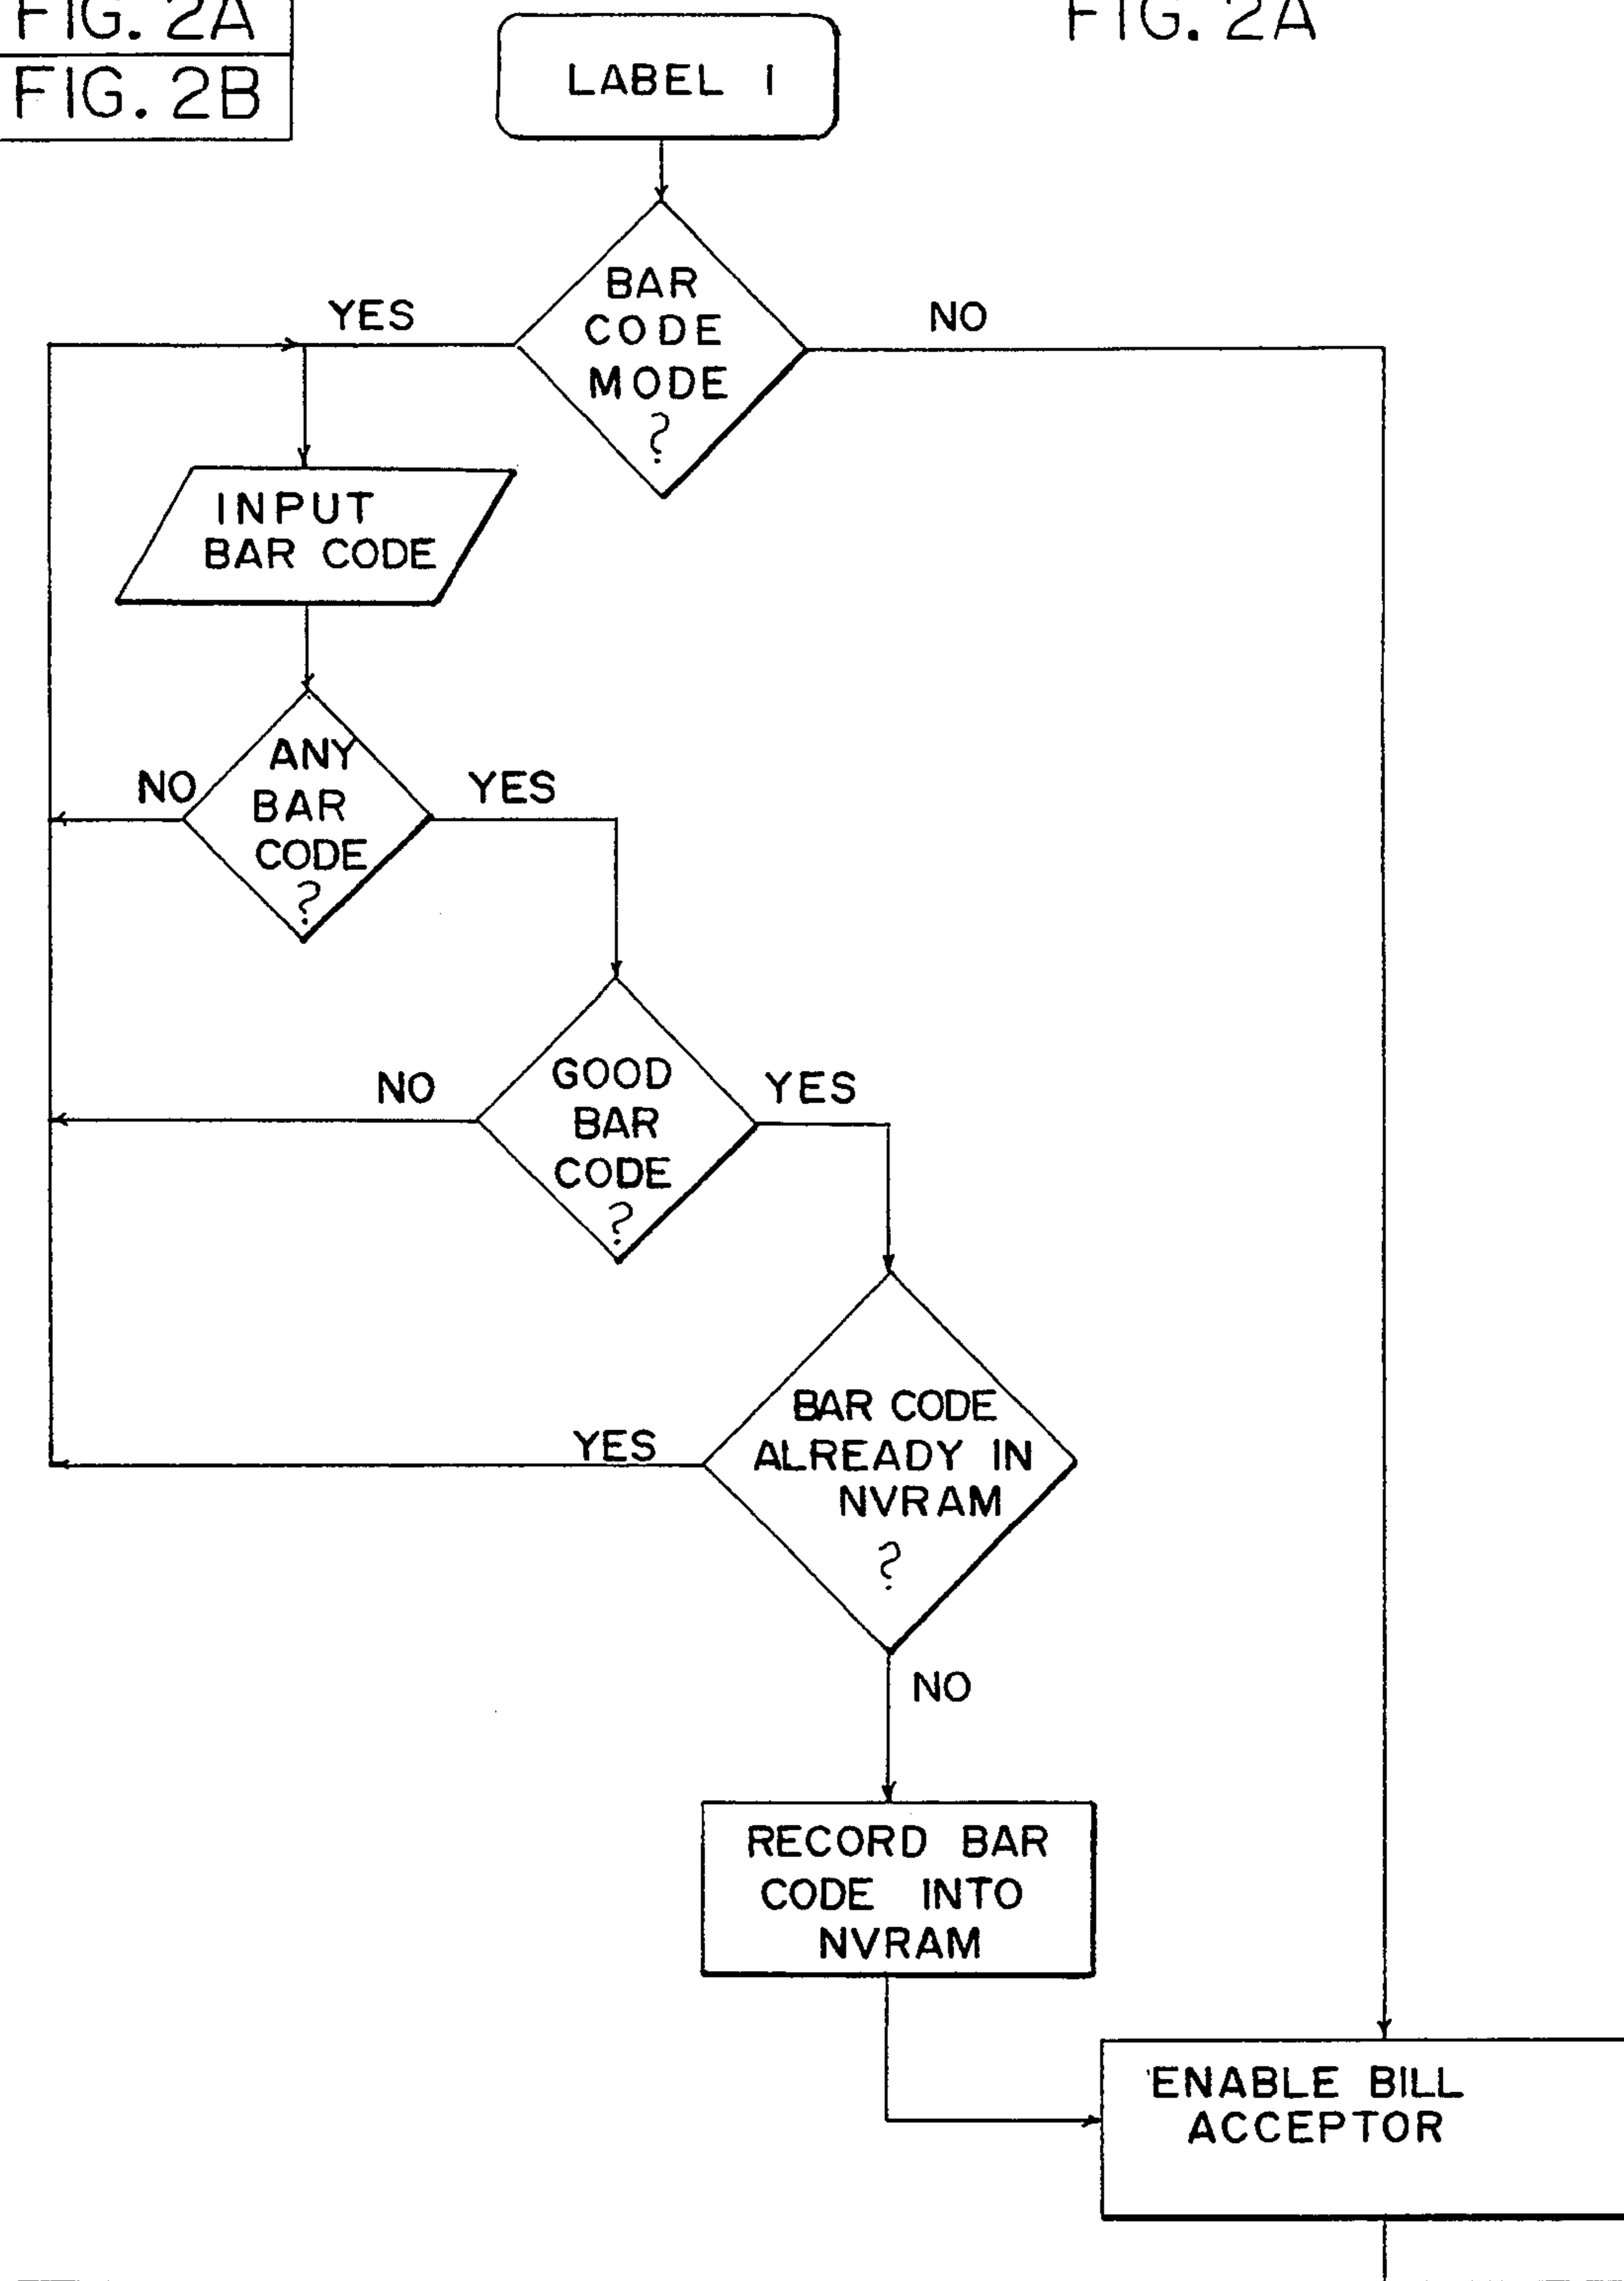 FIG. 2A
FIG. 2B
FIG. 2A
LABEL 1
BAR
CODE
MODE
?
YES
NO
INPUT
BAR CODE
ANY
BAR
CODE
?
NO
YES
GOOD
BAR
CODE
?
NO
YES
BAR CODE
ALREADY IN
NVRAM
?
YES
NO
RECORD BAR
CODE INTO
NVRAM
ENABLE BILL
ACCEPTOR